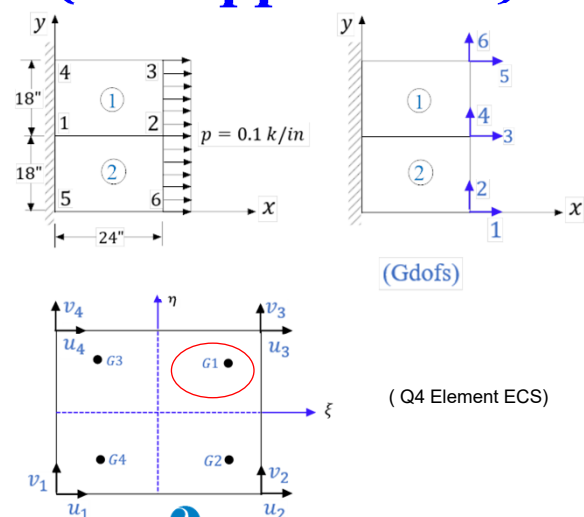 y
4
3
1
18"
1
2
p = 0.1 k/in
18"
2
5
6
x
24"
y
6
5
1
4
3
2
2
x
1
(Gdofs)
v4
η
v3
u4
u3
G3
G1
( Q4 Element ECS)
ξ
G4
G2
v1
v2
u1
u2